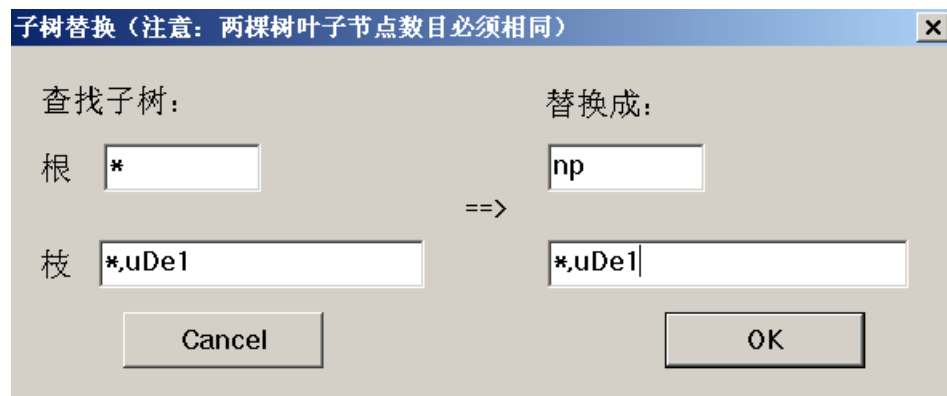 子树替换（注意：两棵树叶子节点数目必须相同）
查找子树： 替换成：
根 * np
==>
枝 *,uDe1 *,uDe1
Cancel OK